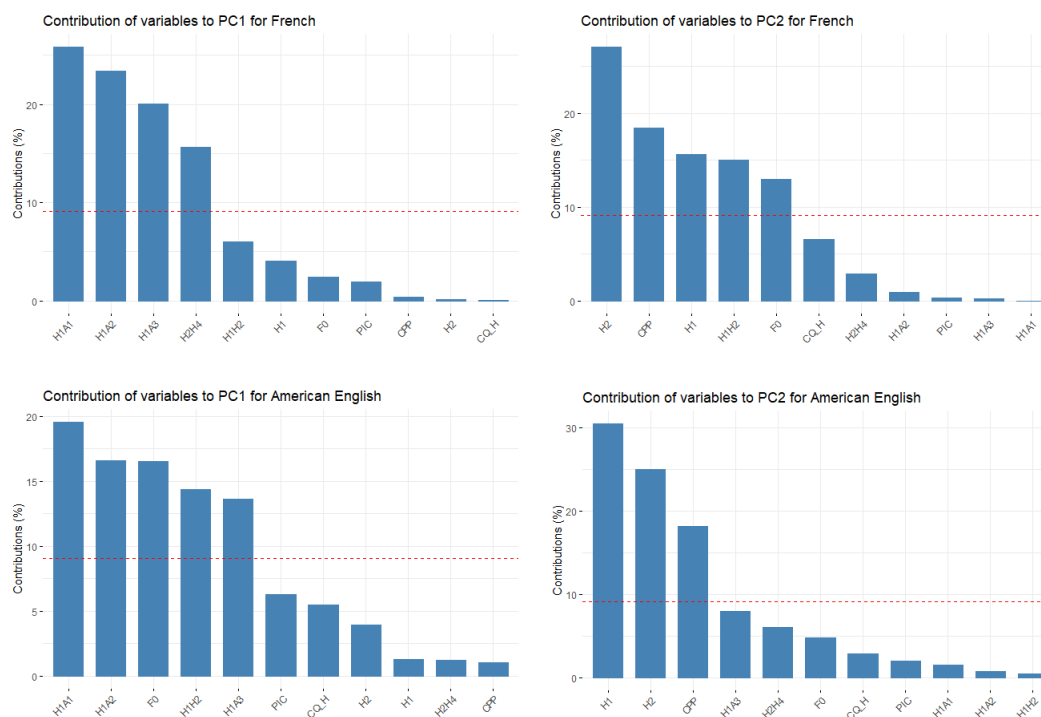 Contribution of variables to PC1 for French
Contributions (%)
20
10
0
H1A1 H1A2 H1A3 H2H4 H1H2 H1 F0 PIC CPP H2 CQ_H
Contribution of variables to PC2 for French
Contributions (%)
20
10
0
H2 CPP H1 H1H2 F0 CQ_H H2H4 H1A2 PIC H1A3 H1A1
Contribution of variables to PC1 for American English
Contributions (%)
20
15
10
5
0
H1A1 H1A2 F0 H1H2 H1A3 PIC CQ_H H2 H1 H2H4 CPP
Contribution of variables to PC2 for American English
Contributions (%)
30
20
10
0
H1 H2 CPP H1A3 H2H4 F0 CQ_H PIC H1A1 H1A2 H1H2